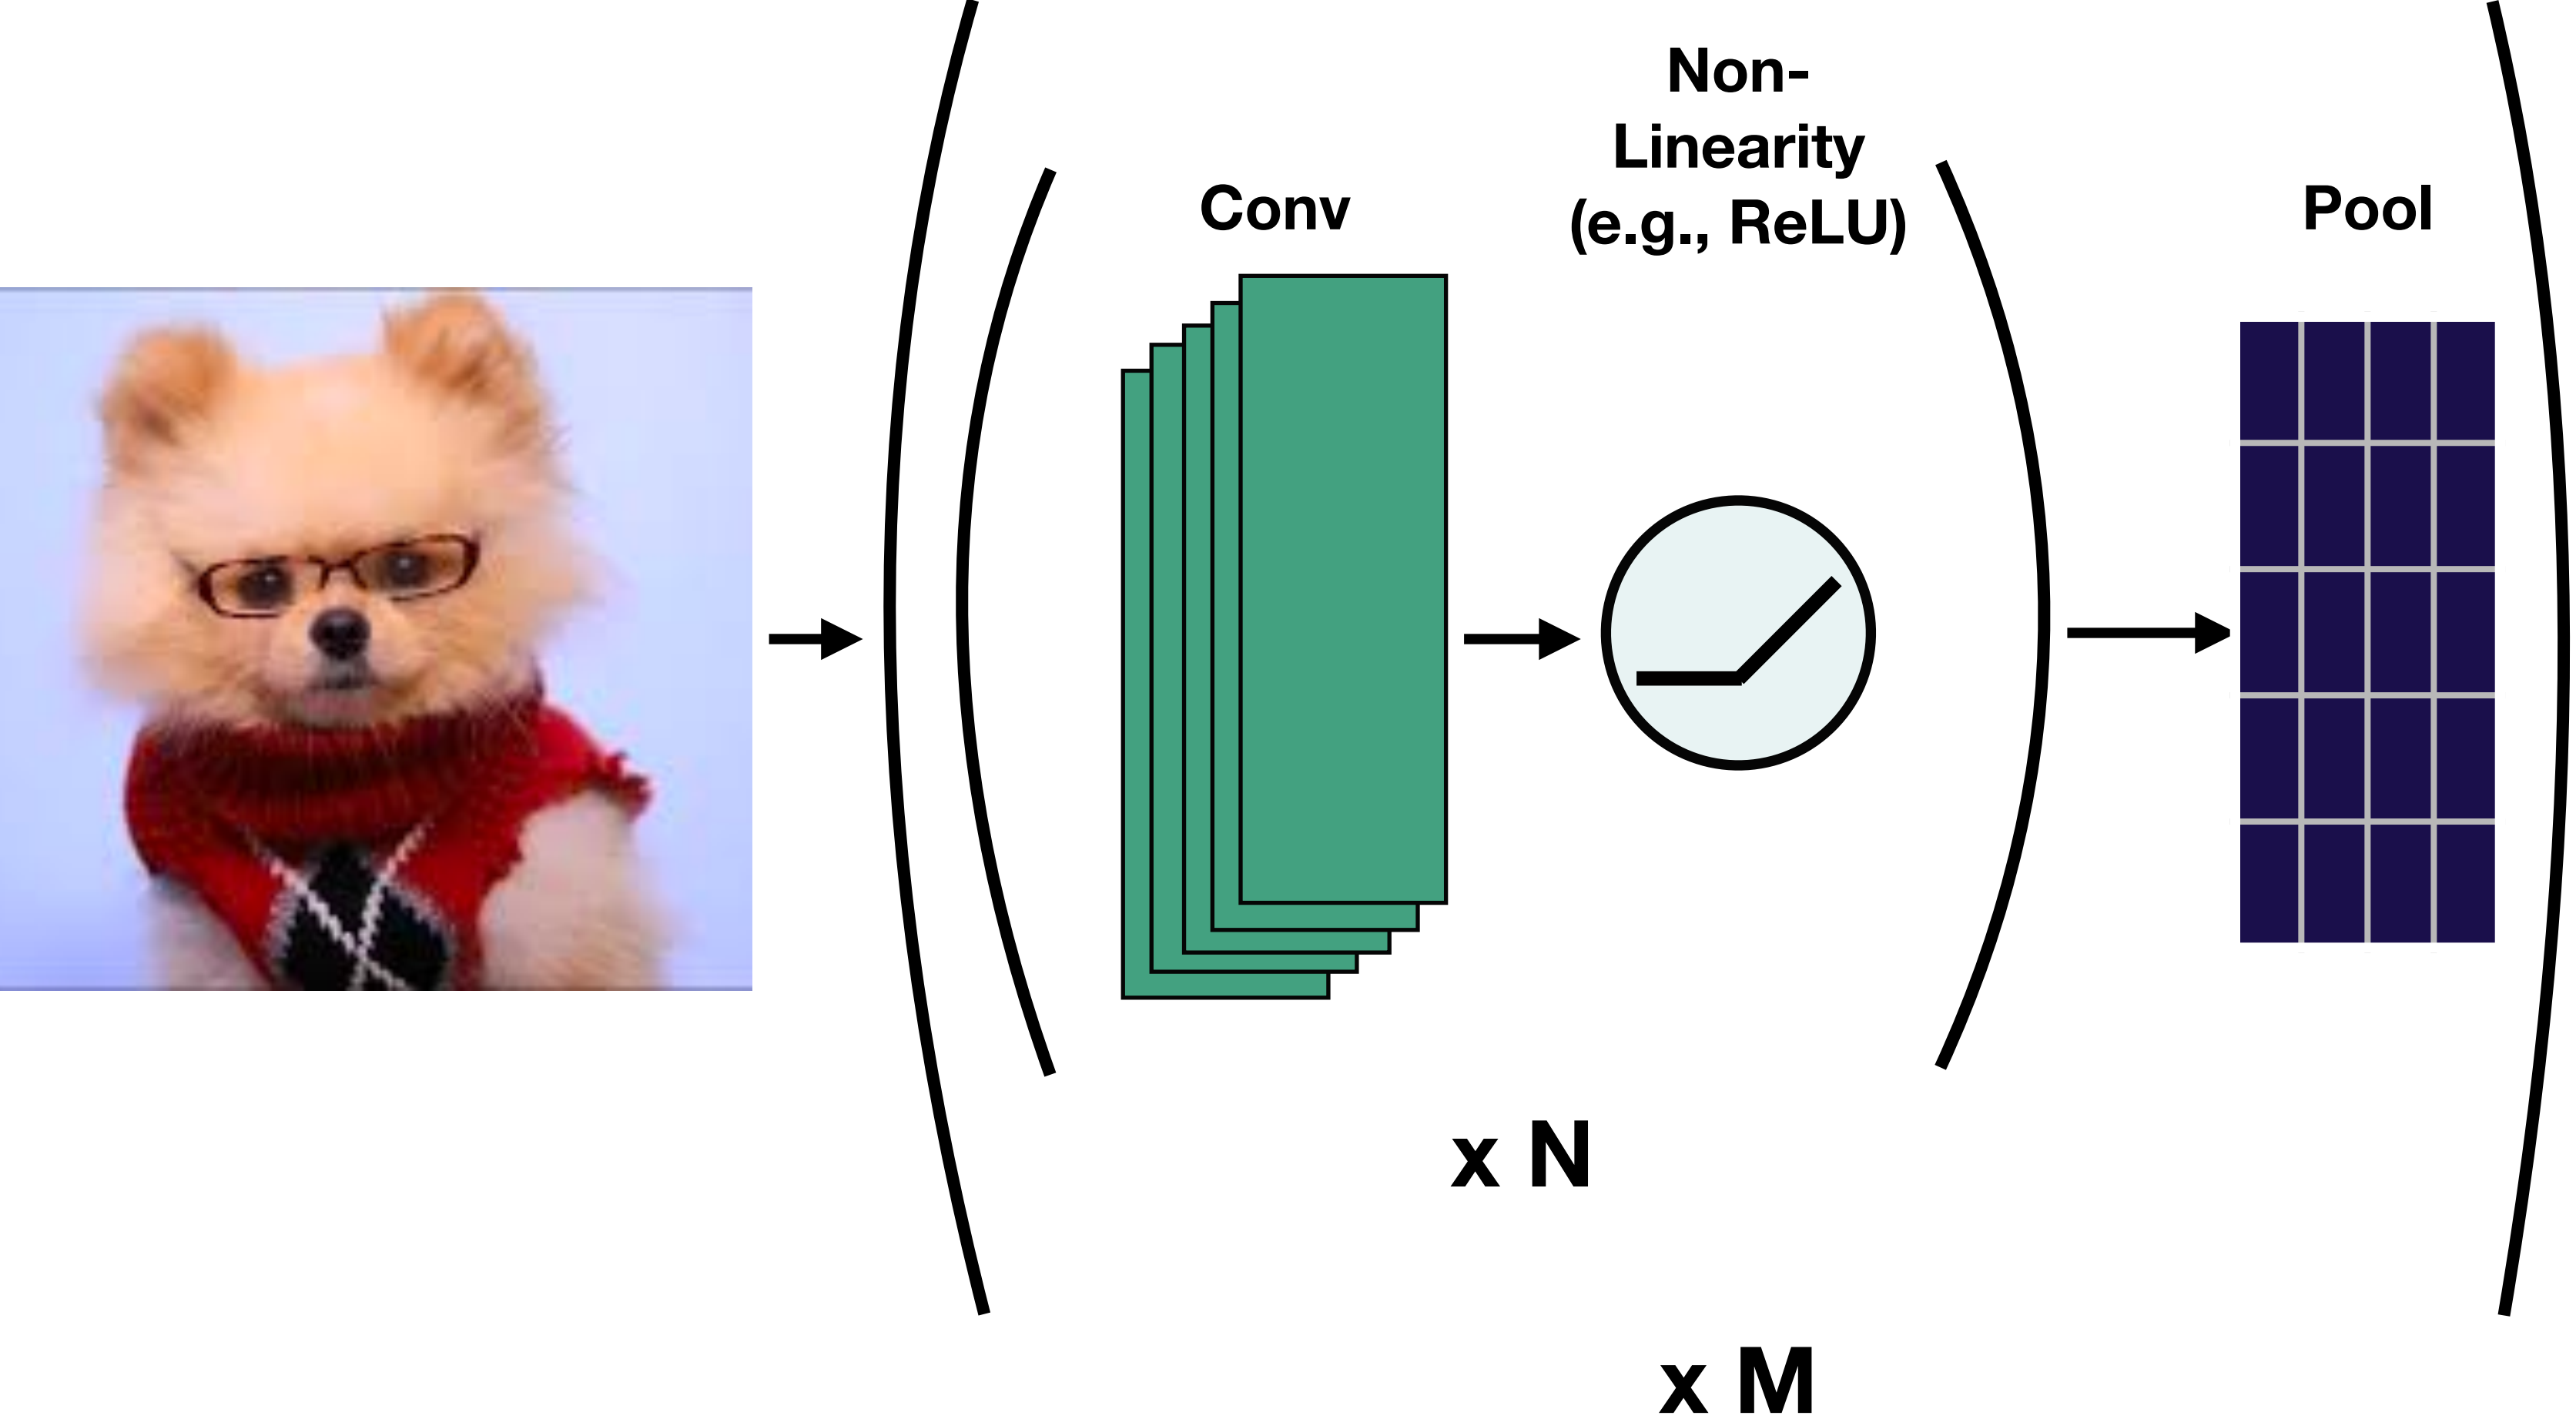 Conv
Non-
Linearity
(e.g., ReLU)
Pool
x N
x M